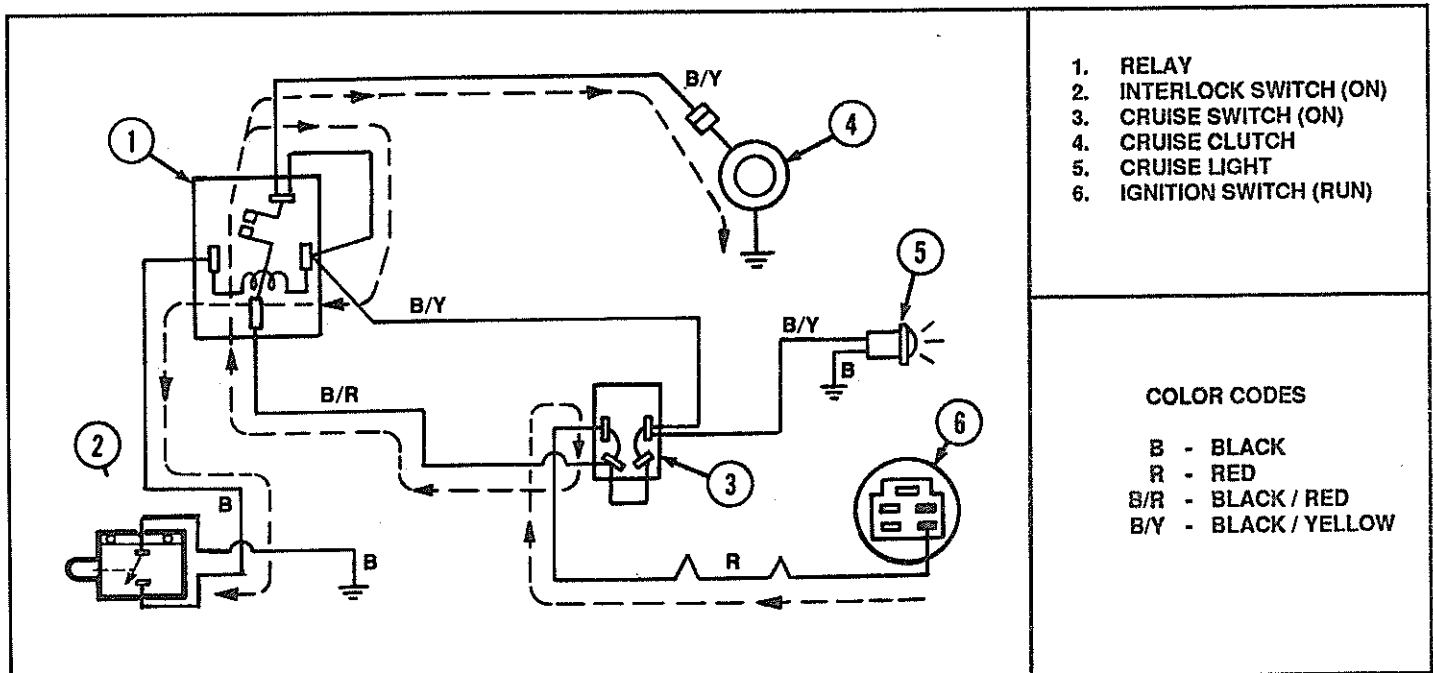 B/Y
1
4
5
B/Y
B/Y
B
B/R
2
6
3
B
B
R
1. RELAY
2. INTERLOCK SWITCH (ON)
3. CRUISE SWITCH (ON)
4. CRUISE CLUTCH
5. CRUISE LIGHT
6. IGNITION SWITCH (RUN)
COLOR CODES
B - BLACK
R - RED
B/R - BLACK / RED
B/Y - BLACK / YELLOW